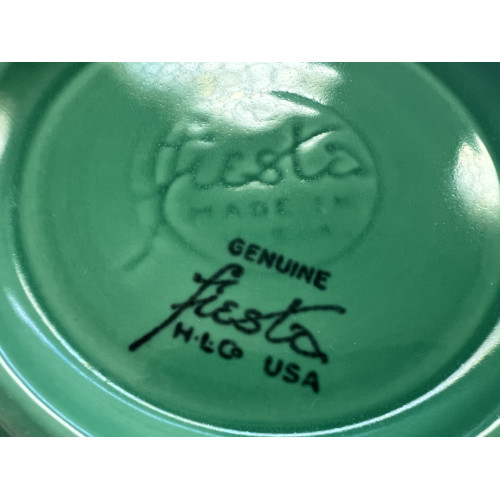 fiesta
MADE IN
U.S.A.
GENUINE
fiesta
H.L.Co USA